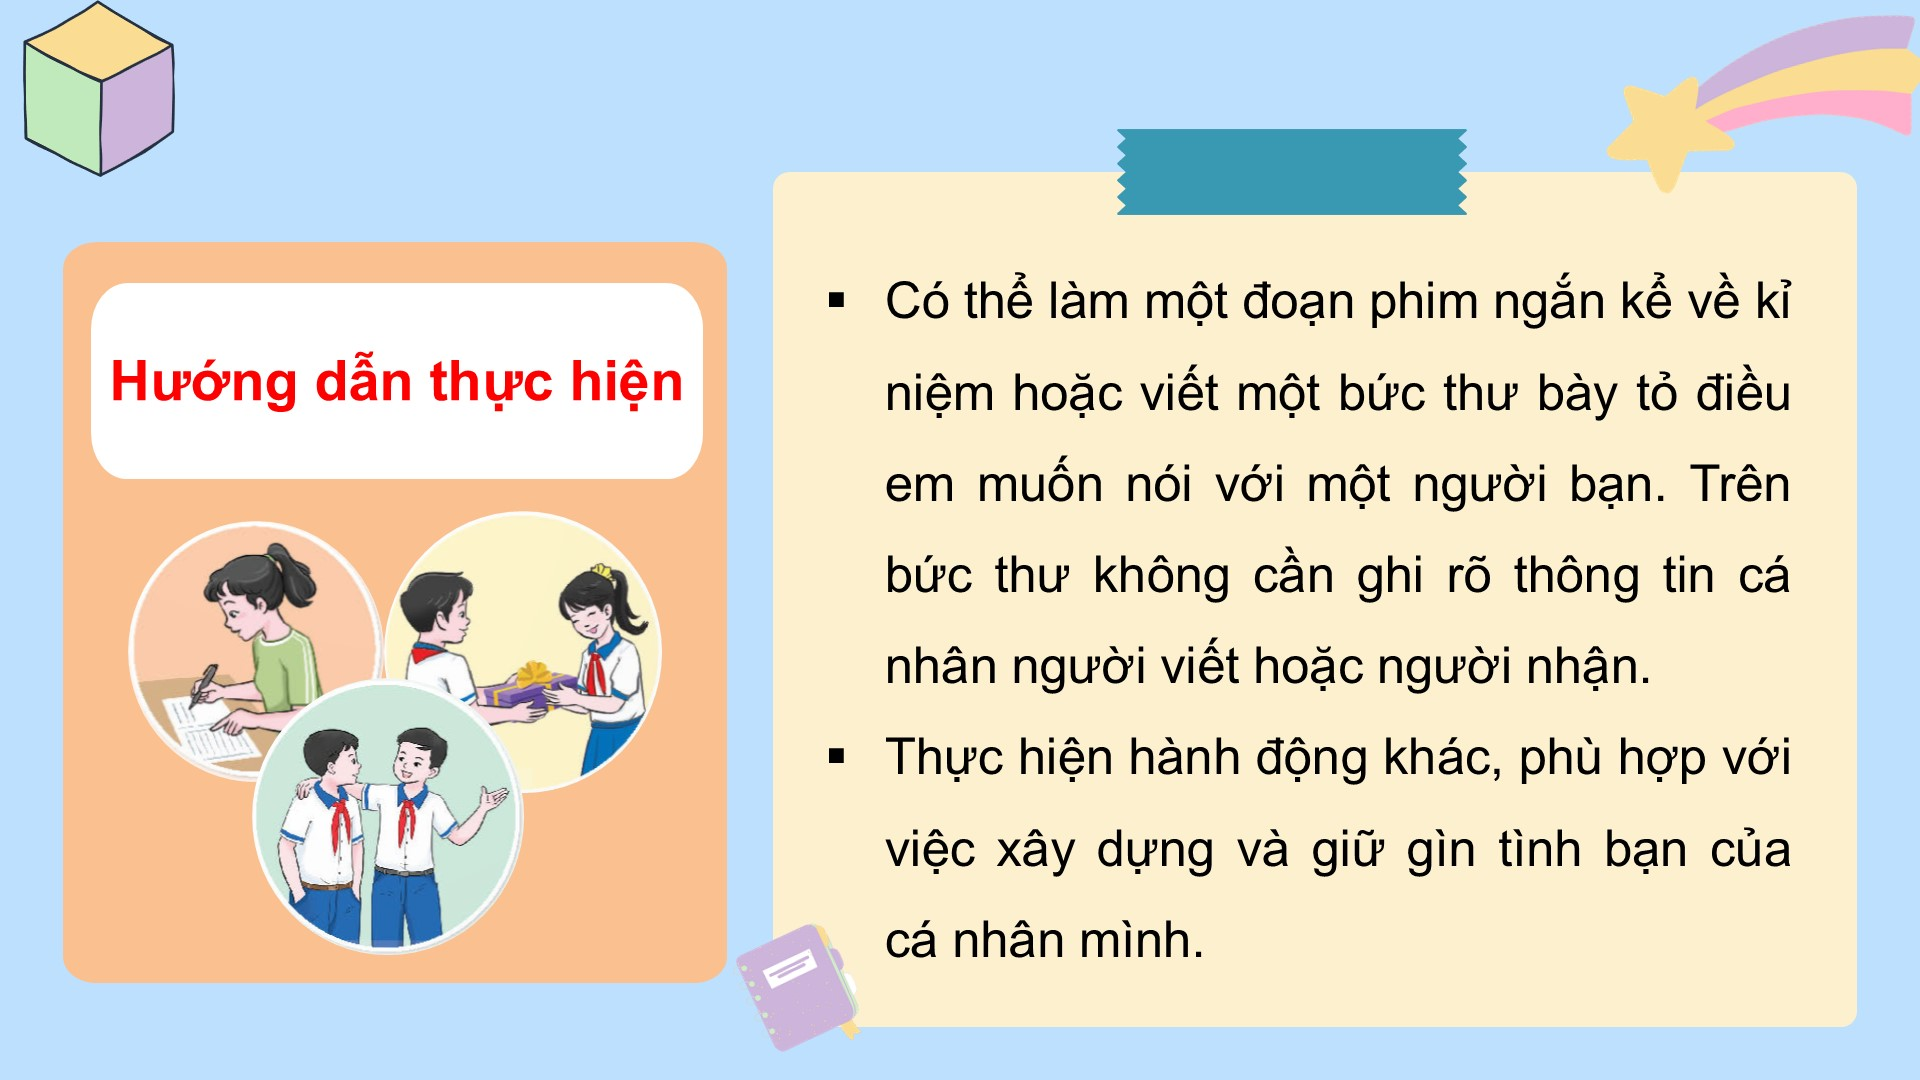 Hướng dẫn thực hiện
▪ Có thể làm một đoạn phim ngắn kể về kỉ
niệm hoặc viết một bức thư bày tỏ điều
em muốn nói với một người bạn. Trên
bức thư không cần ghi rõ thông tin cá
nhân người viết hoặc người nhận.
▪ Thực hiện hành động khác, phù hợp với
việc xây dựng và giữ gìn tình bạn của
cá nhân mình.